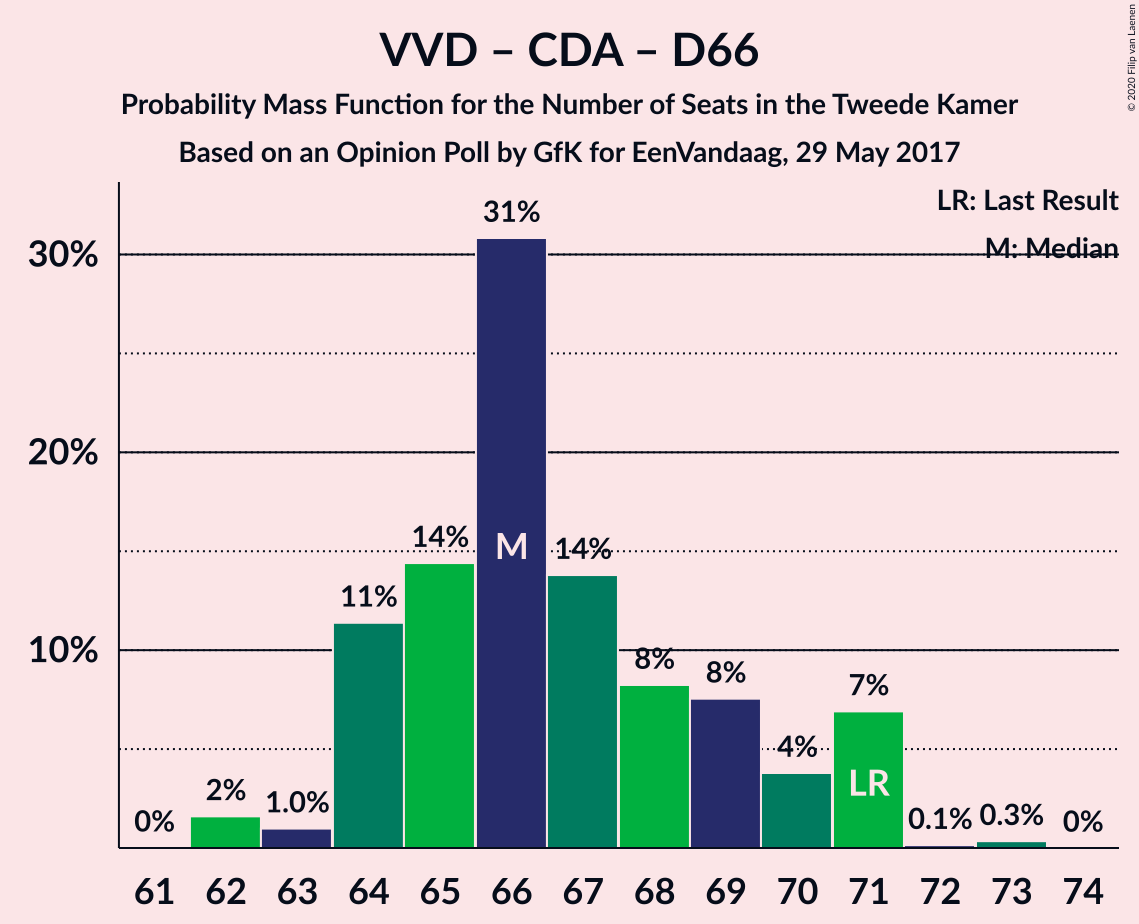 VVD – CDA – D66
Probability Mass Function for the Number of Seats in the Tweede Kamer
Based on an Opinion Poll by GfK for EenVandaag, 29 May 2017
© 2020 Filip van Laenen
LR: Last Result
M: Median
30%
20%
10%
0%
2%
1.0%
11%
14%
31%
14%
8%
8%
4%
7%
0.1%
0.3%
0%
M
LR
61 62 63 64 65 66 67 68 69 70 71 72 73 74